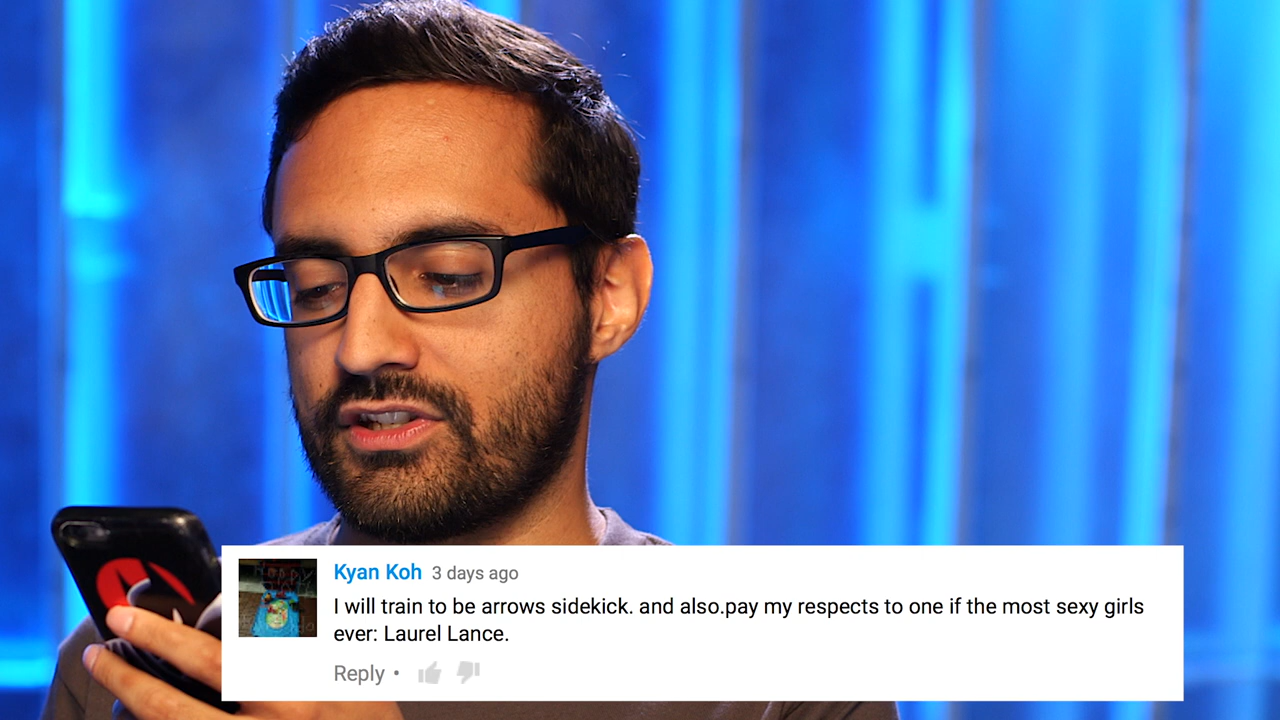 Kyan Koh 3 days ago
I will train to be arrows sidekick. and also.pay my respects to one if the most sexy girls
ever: Laurel Lance.
Reply •